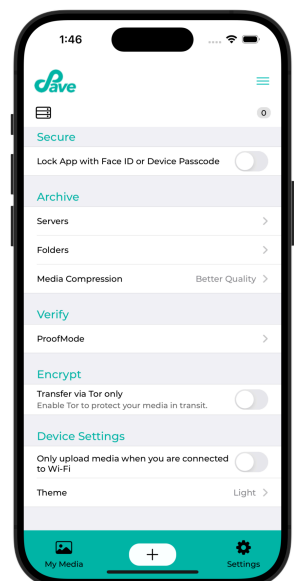 1:46
Save
0
Secure
Lock App with Face ID or Device Passcode
Archive
Servers
Folders
Media Compression Better Quality
Verify
ProofMode
Encrypt
Transfer via Tor only
Enable Tor to protect your media in transit.
Device Settings
Only upload media when you are connected
to Wi-Fi
Theme Light
My Media
Settings